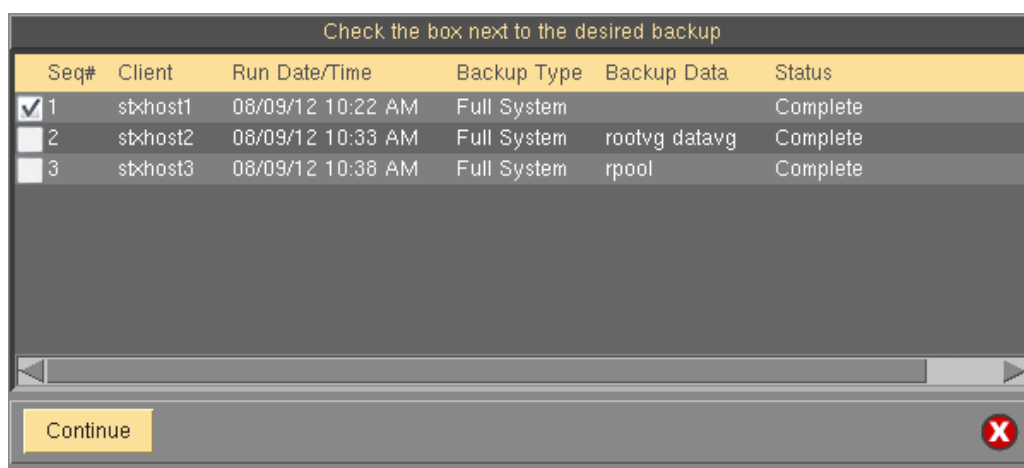 Check the box next to the desired backup
Seq# Client Run Date/Time Backup Type Backup Data Status
1 stxhost1 08/09/12 10:22 AM Full System Complete
2 stxhost2 08/09/12 10:33 AM Full System rootvg datavg Complete
3 stxhost3 08/09/12 10:38 AM Full System rpool Complete
Continue